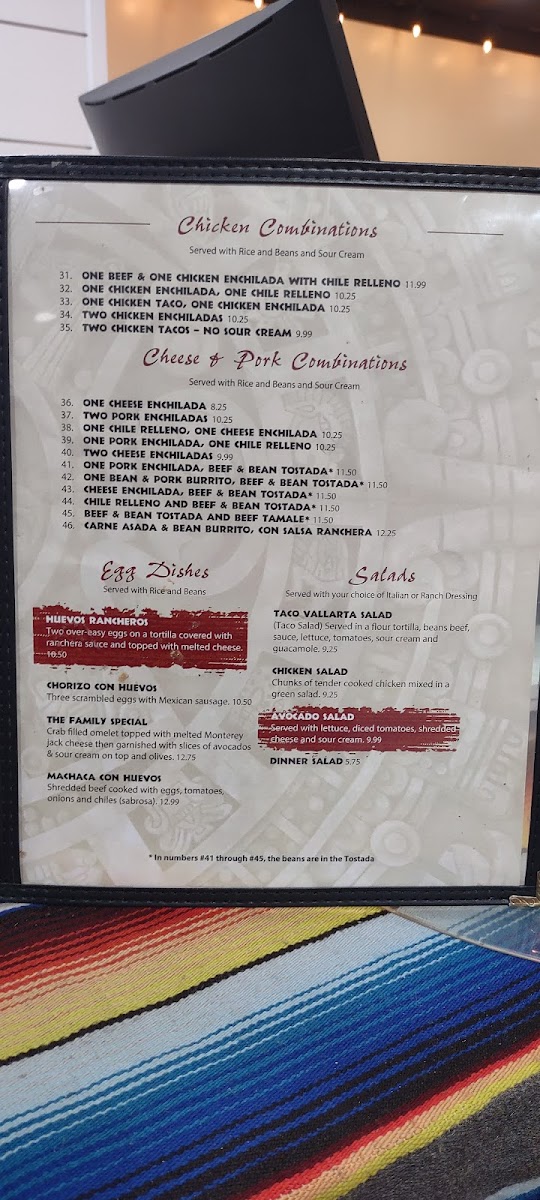 Chicken Combinations
Served with Rice and Beans and Sour Cream
31. ONE BEEF & ONE CHICKEN ENCHILADA WITH CHILE RELLENO 11.99
32. ONE CHICKEN ENCHILADA, ONE CHILE RELLENO 10.25
33. ONE CHICKEN TACO, ONE CHICKEN ENCHILADA 10.25
34. TWO CHICKEN ENCHILADAS 10.25
35. TWO CHICKEN TACOS – NO SOUR CREAM 9.99
Cheese & Pork Combinations
Served with Rice and Beans and Sour Cream
36. ONE CHEESE ENCHILADA 8.25
37. TWO PORK ENCHILADAS 10.25
38. ONE CHILE RELLENO, ONE CHEESE ENCHILADA 10.25
39. ONE PORK ENCHILADA, ONE CHILE RELLENO 10.25
40. TWO CHEESE ENCHILADAS 9.99
41. ONE PORK ENCHILADA, BEEF & BEAN TOSTADA* 11.50
42. ONE BEAN & PORK BURRITO, BEEF & BEAN TOSTADA* 11.50
43. CHEESE ENCHILADA, BEEF & BEAN TOSTADA* 11.50
44. CHILE RELLENO AND BEEF & BEAN TOSTADA* 11.50
45. BEEF & BEAN TOSTADA AND BEEF TAMALE* 11.50
46. CARNE ASADA & BEAN BURRITO, CON SALSA RANCHERA 12.25
Egg Dishes
Served with Rice and Beans
HUEVOS RANCHEROS
Two over-easy eggs on a tortilla covered with
ranchera sauce and topped with melted cheese.
10.50
CHORIZO CON HUEVOS
Three scrambled eggs with Mexican sausage. 10.50
THE FAMILY SPECIAL
Crab filled omelet topped with melted Monterey
Jack cheese then garnished with slices of avocados
& sour cream on top and olives. 12.75
MACHACA CON HUEVOS
Shredded beef cooked with eggs, tomatoes,
onions and chiles (sabrosa). 12.99
Salads
Served with your choice of Italian or Ranch Dressing
TACO VALLARTA SALAD
(Taco Salad) Served in a flour tortilla, beans beef,
sauce, lettuce, tomatoes, sour cream and
guacamole. 9.25
CHICKEN SALAD
Chunks of tender cooked chicken mixed in a
green salad. 9.25
AVOCADO SALAD
Served with lettuce, diced tomatoes, shredded
cheese and sour cream. 9.99
DINNER SALAD 5.75
* In numbers #41 through #45, the beans are in the Tostada